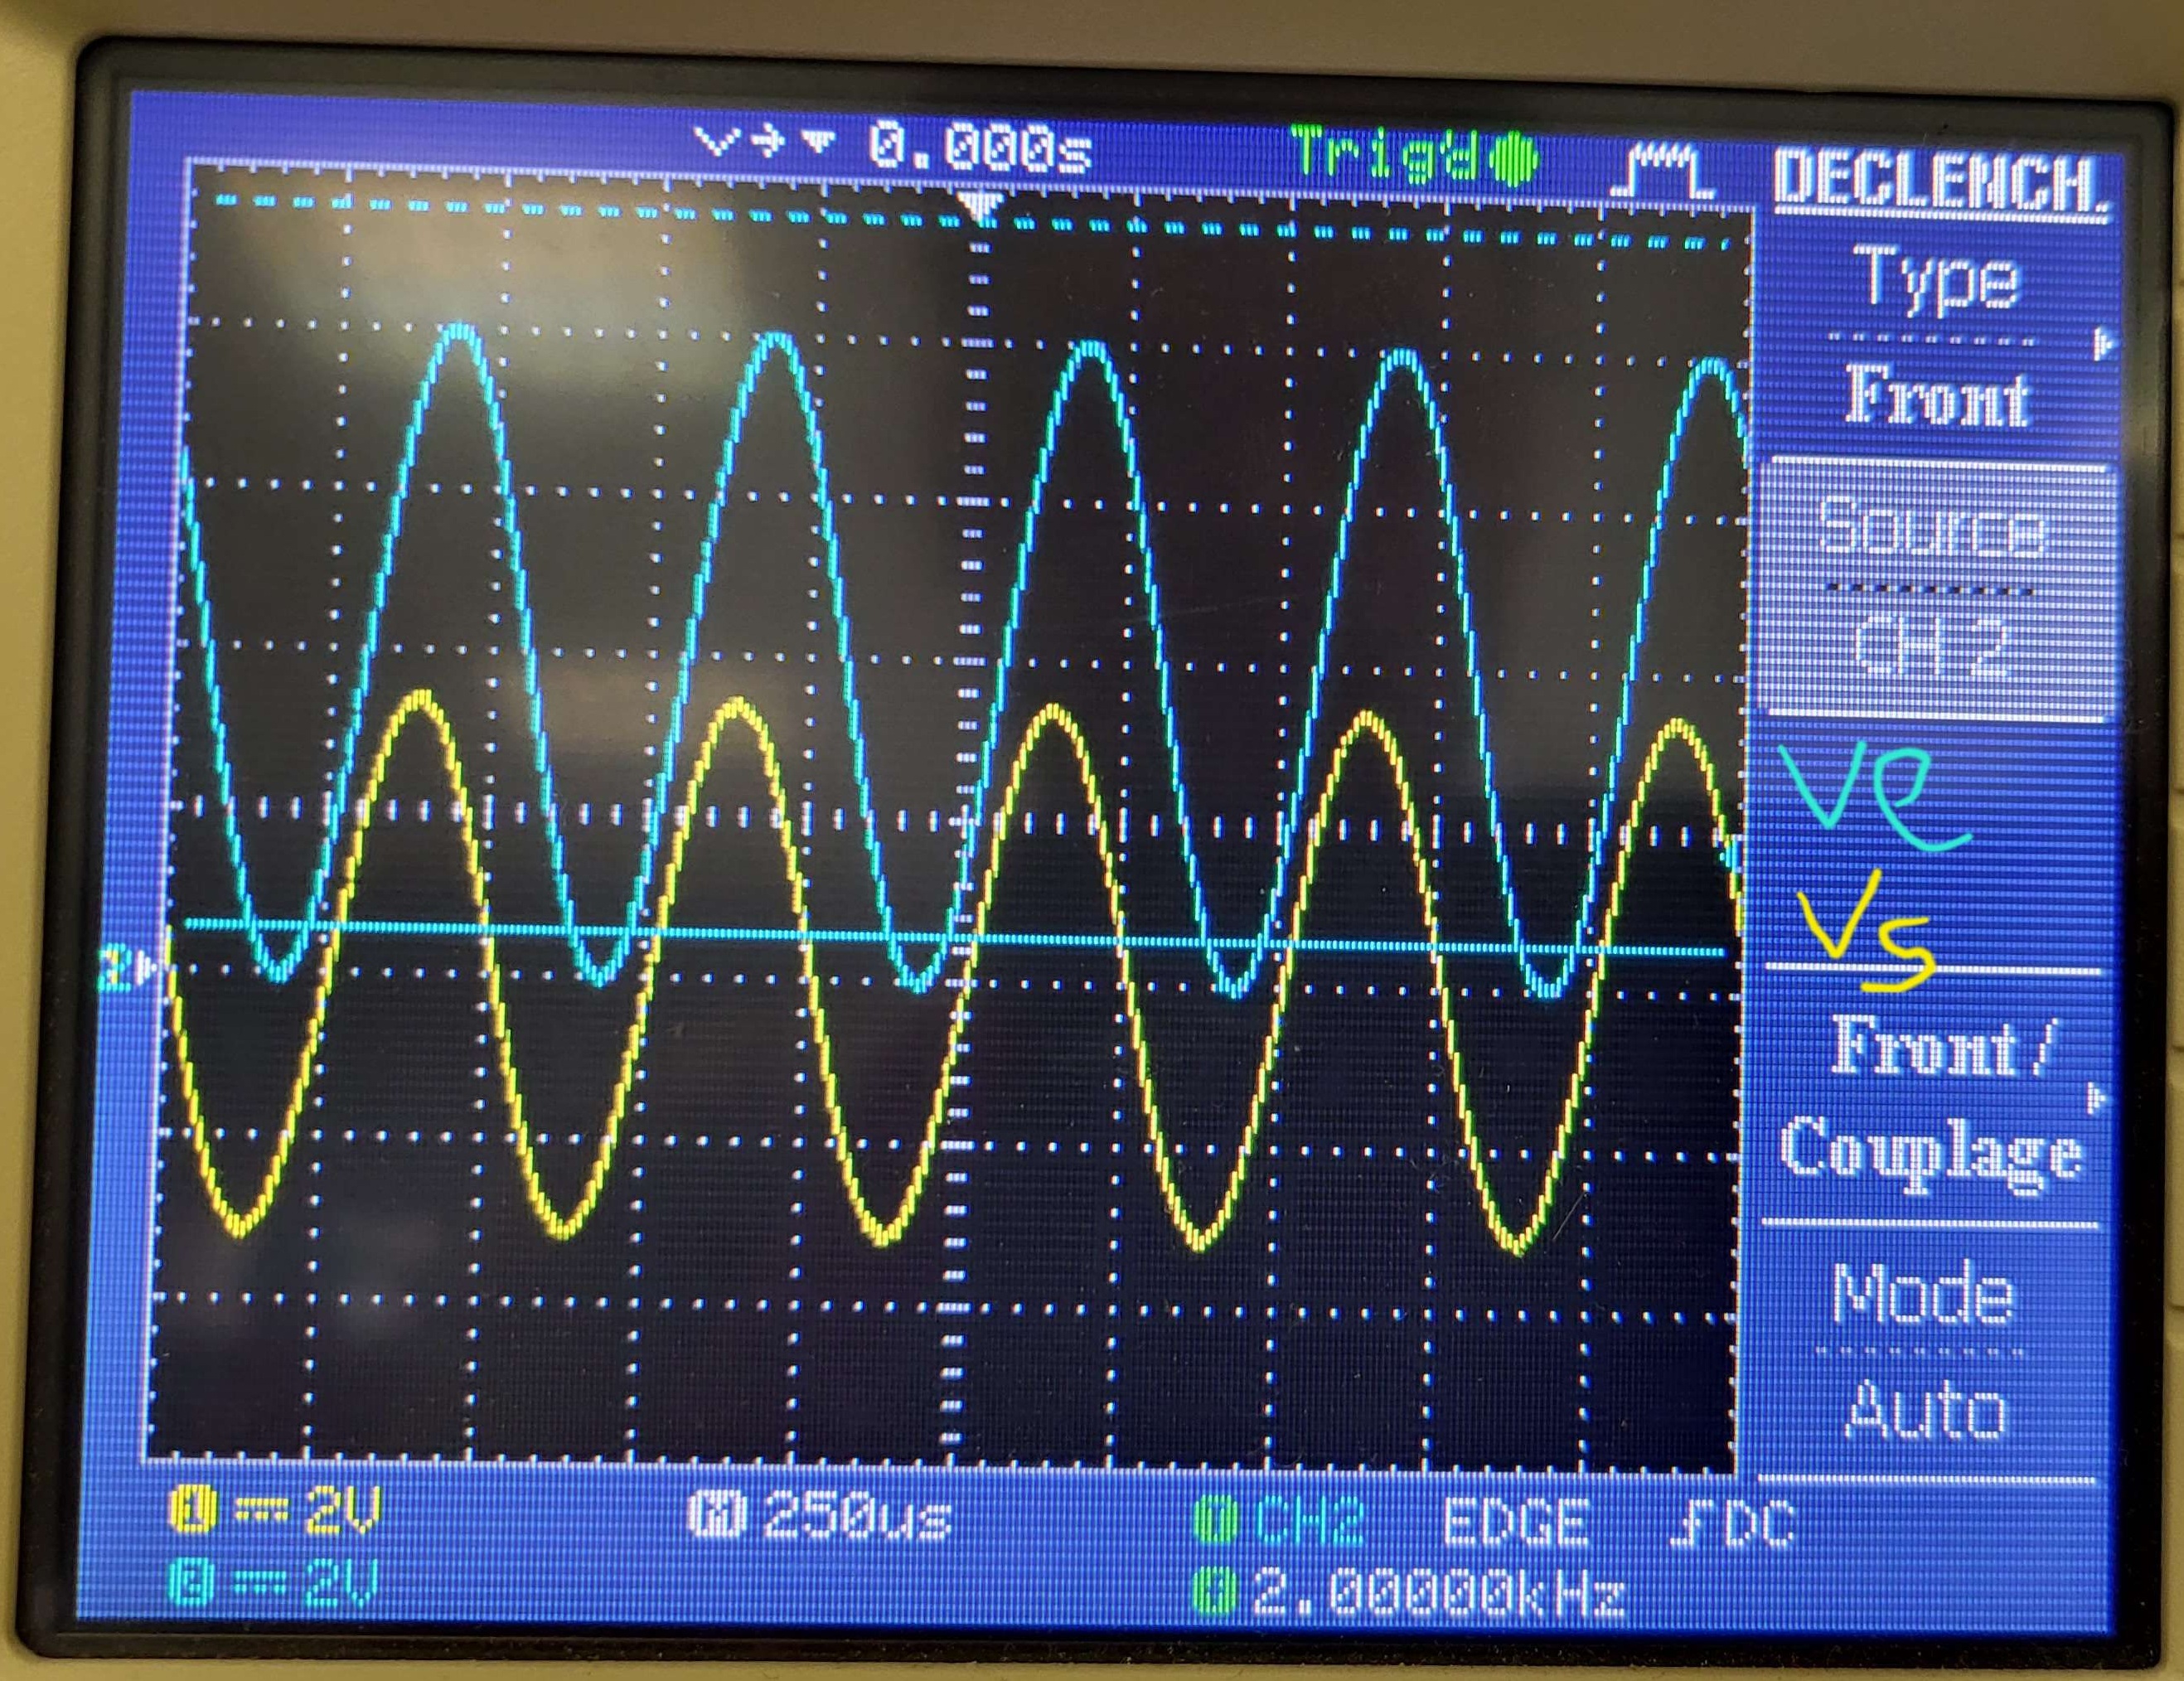 0.000s Trig'd DECLENCH.
Type
Front
Source
CH 2
Ve
Vs
Front/
Couplage
Mode
Auto
2
1 2V M 250us T CH2 EDGE DC
2 2V 2.00000kHz